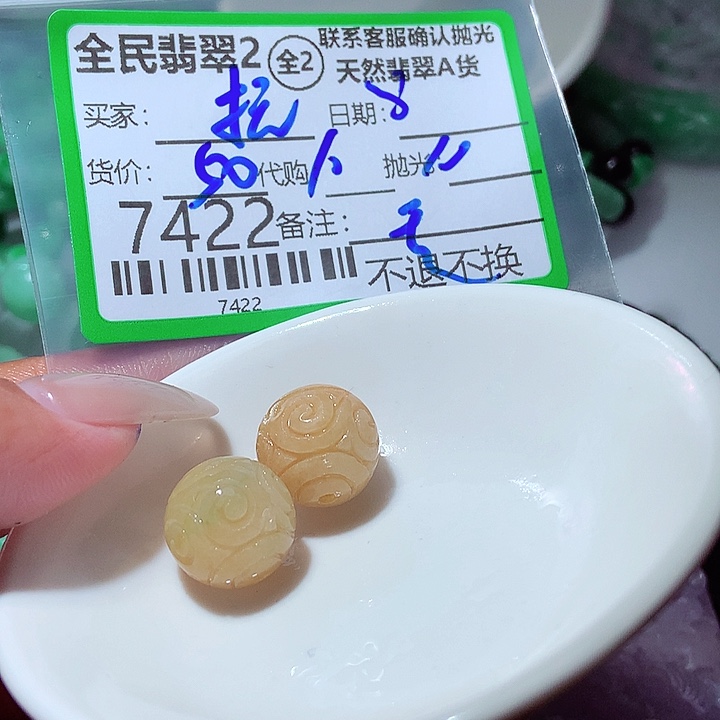 全民翡翠2 全2 联系客服确认抛光
天然翡翠A货
买家: 日期: 8
货价: 50 代购 抛光
7422 备注: 无
不退不换
7422